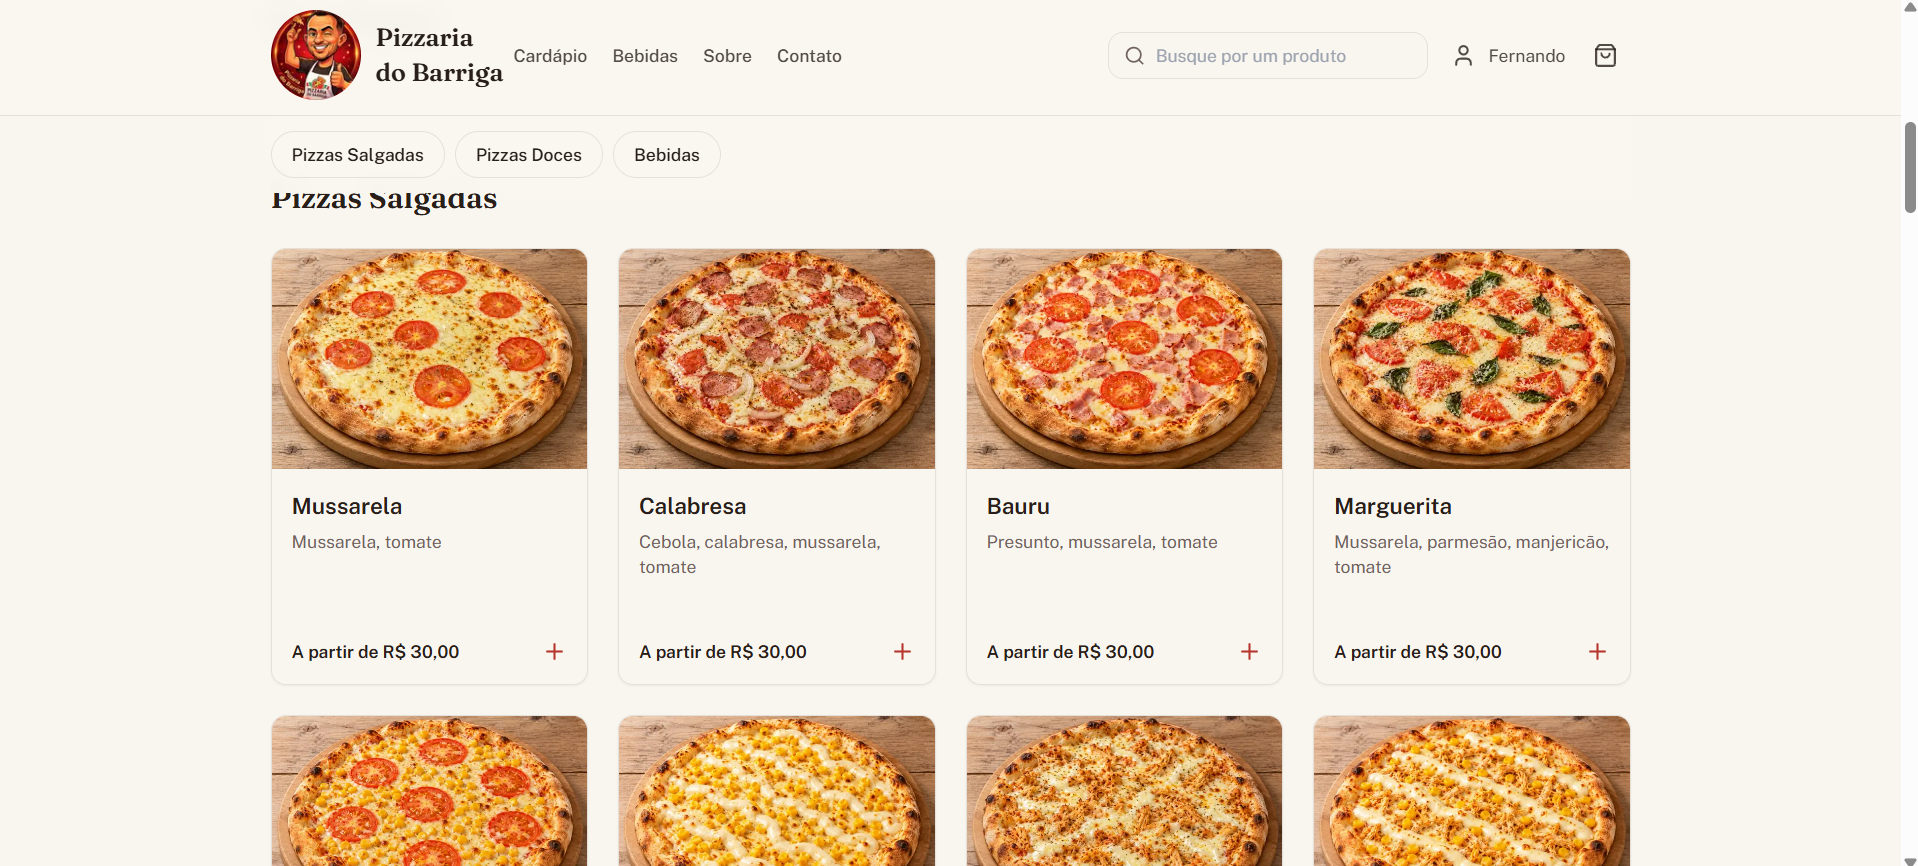 Pizzaria
do Barriga
Cardápio
Bebidas
Sobre
Contato
Busque por um produto
Fernando
Pizzas Salgadas
Pizzas Doces
Bebidas
Pizzas Salgadas
Mussarela
Mussarela, tomate
A partir de R$ 30,00
Calabresa
Cebola, calabresa, mussarela,
tomate
A partir de R$ 30,00
Bauru
Presunto, mussarela, tomate
A partir de R$ 30,00
Marguerita
Mussarela, parmesão, manjericão,
tomate
A partir de R$ 30,00